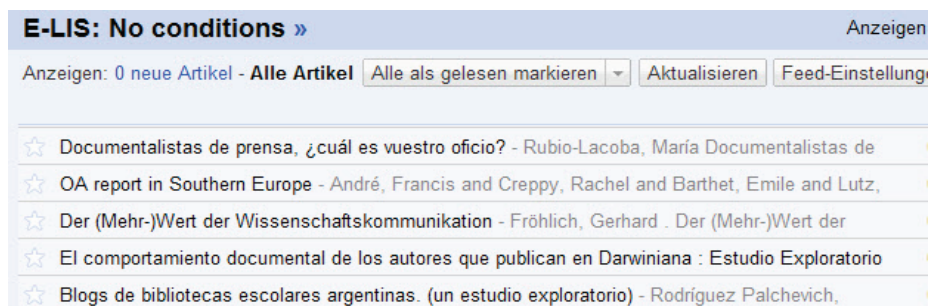 E-LIS: No conditions » Anzeigen
Anzeigen: 0 neue Artikel - Alle Artikel Alle als gelesen markieren Aktualisieren Feed-Einstellunge
Documentalistas de prensa, ¿cuál es vuestro oficio? - Rubio-Lacoba, María Documentalistas de
OA report in Southern Europe - André, Francis and Creppy, Rachel and Barthet, Emile and Lutz,
Der (Mehr-)Wert der Wissenschaftskommunikation - Fröhlich, Gerhard . Der (Mehr-)Wert der
El comportamiento documental de los autores que publican en Darwiniana : Estudio Exploratorio
Blogs de bibliotecas escolares argentinas. (un estudio exploratorio) - Rodríguez Palchevich,